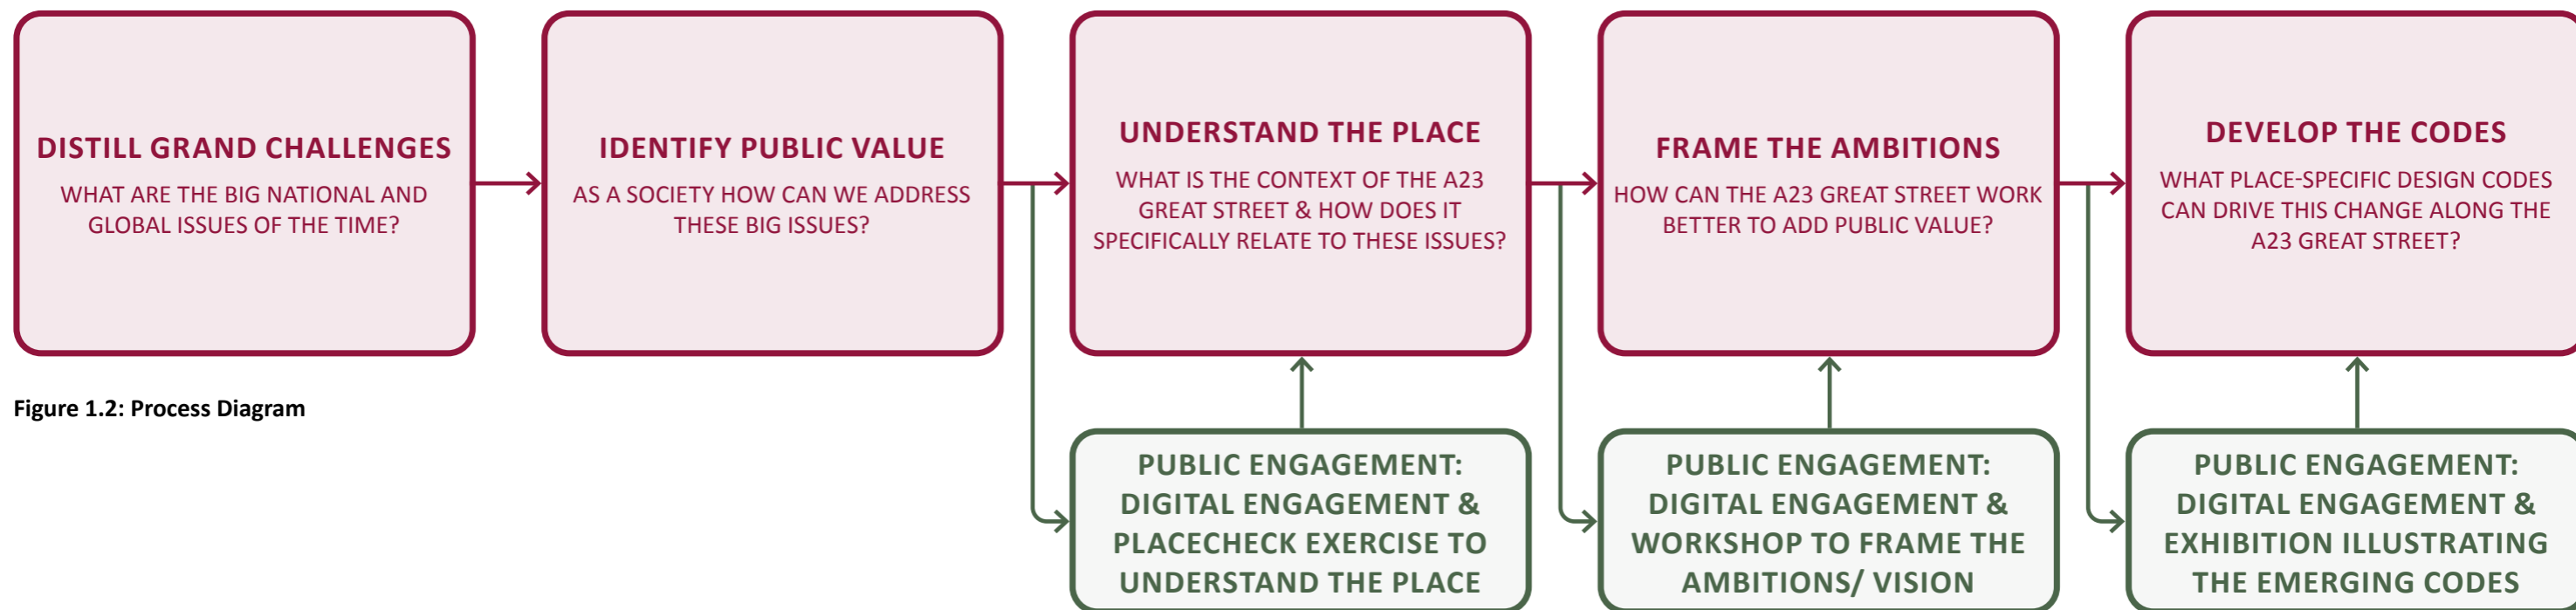 DISTILL GRAND CHALLENGES
WHAT ARE THE BIG NATIONAL AND
GLOBAL ISSUES OF THE TIME?
IDENTIFY PUBLIC VALUE
AS A SOCIETY HOW CAN WE ADDRESS
THESE BIG ISSUES?
UNDERSTAND THE PLACE
WHAT IS THE CONTEXT OF THE A23
GREAT STREET & HOW DOES IT
SPECIFICALLY RELATE TO THESE ISSUES?
FRAME THE AMBITIONS
HOW CAN THE A23 GREAT STREET WORK
BETTER TO ADD PUBLIC VALUE?
DEVELOP THE CODES
WHAT PLACE-SPECIFIC DESIGN CODES
CAN DRIVE THIS CHANGE ALONG THE
A23 GREAT STREET?
Figure 1.2: Process Diagram
PUBLIC ENGAGEMENT:
DIGITAL ENGAGEMENT &
PLACECHECK EXERCISE TO
UNDERSTAND THE PLACE
PUBLIC ENGAGEMENT:
DIGITAL ENGAGEMENT &
WORKSHOP TO FRAME THE
AMBITIONS/ VISION
PUBLIC ENGAGEMENT:
DIGITAL ENGAGEMENT &
EXHIBITION ILLUSTRATING
THE EMERGING CODES